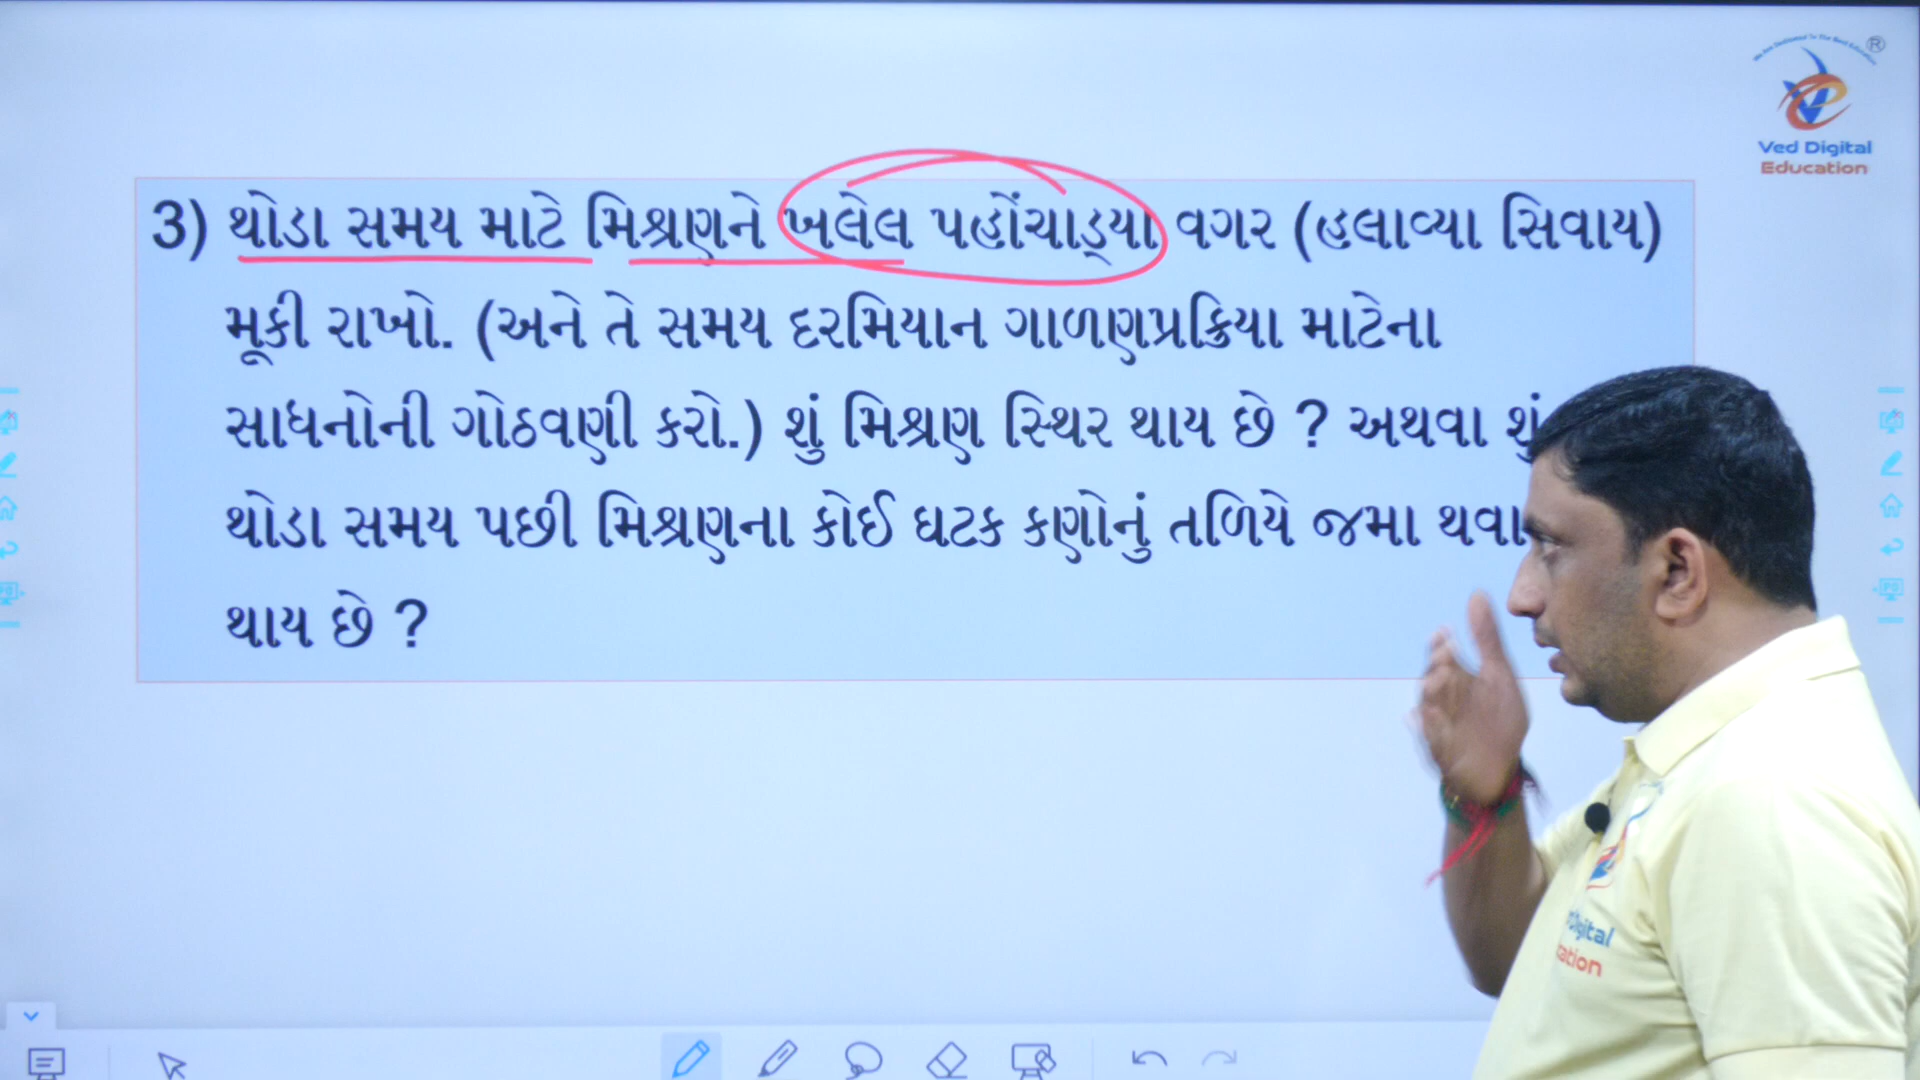 Ved Digital
Education
3) થોડા સમય માટે મિશ્રણને ખલેલ પહોંચાડ્યા વગર (હલાવ્યા સિવાય)
મૂકી રાખો. (અને તે સમય દરમિયાન ગાળણપ્રક્રિયા માટેના
સાધનોની ગોઠવણી કરો.) શું મિશ્રણ સ્થિર થાય છે ? અથવા શું
થોડા સમય પછી મિશ્રણના કોઈ ઘટક કણોનું તળિયે જમા થવા
થાય છે ?